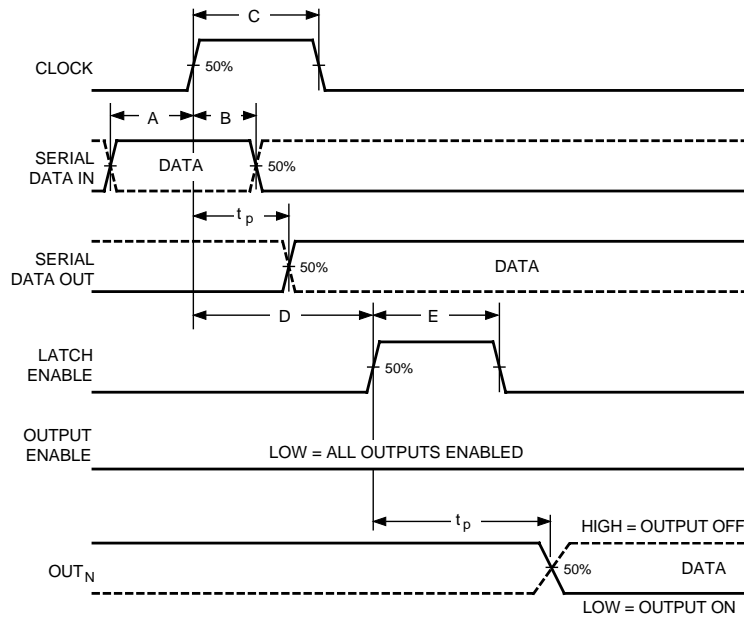 C
CLOCK
50%
A
B
SERIAL
DATA IN
DATA
50%
t p
SERIAL
DATA OUT
50%
DATA
D
E
LATCH
ENABLE
50%
OUTPUT
ENABLE
LOW = ALL OUTPUTS ENABLED
t p
HIGH = OUTPUT OFF
OUT N
50%
DATA
LOW = OUTPUT ON